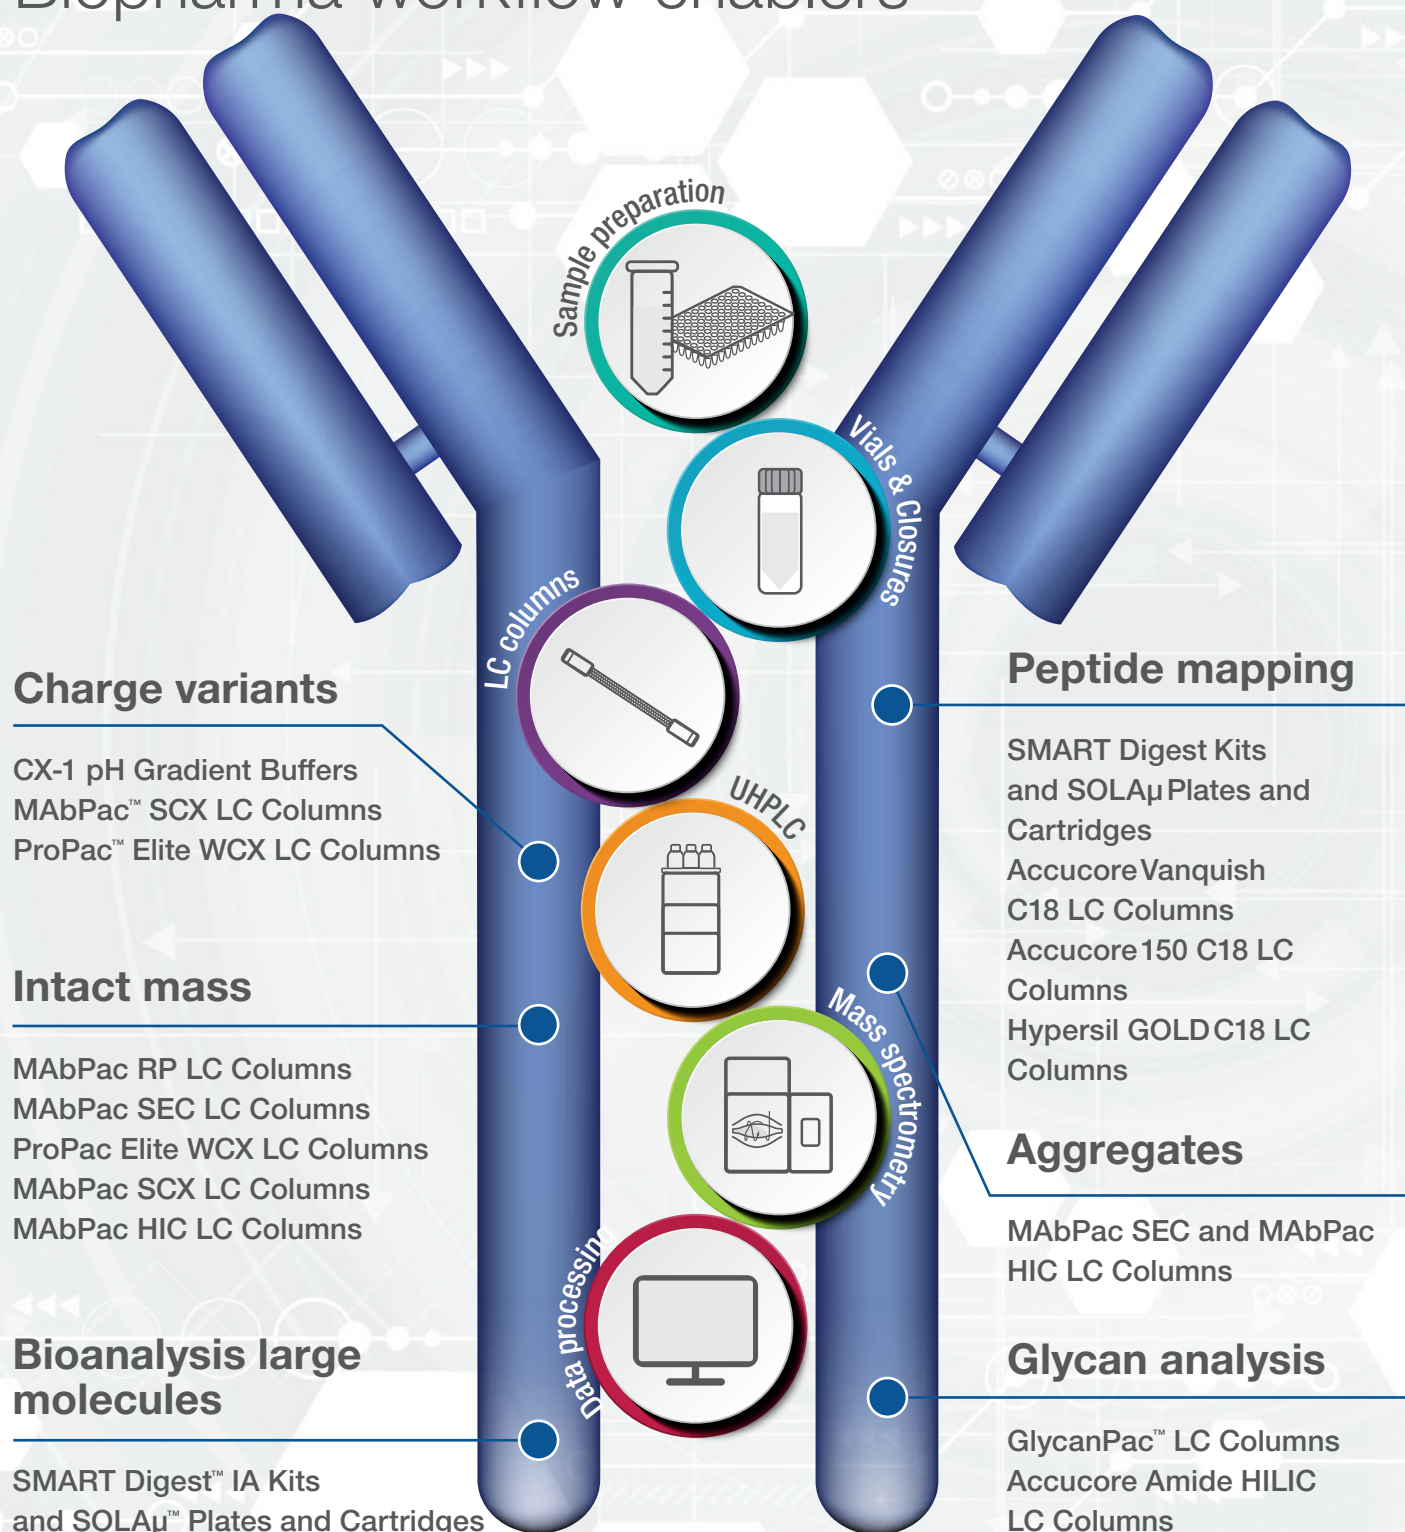 Biopharma workflow enablers
Sample preparation
Vials & Closures
LC columns
UHPLC
Mass spectrometry
Data processing
Charge variants
CX-1 pH Gradient Buffers
MAbPac™ SCX LC Columns
ProPac™ Elite WCX LC Columns
Intact mass
MAbPac RP LC Columns
MAbPac SEC LC Columns
ProPac Elite WCX LC Columns
MAbPac SCX LC Columns
MAbPac HIC LC Columns
Bioanalysis large
molecules
SMART Digest™ IA Kits
and SOLAµ™ Plates and Cartridges
Peptide mapping
SMART Digest Kits
and SOLAµ Plates and
Cartridges
Accucore Vanquish
C18 LC Columns
Accucore 150 C18 LC
Columns
Hypersil GOLD C18 LC
Columns
Aggregates
MAbPac SEC and MAbPac
HIC LC Columns
Glycan analysis
GlycanPac™ LC Columns
Accucore Amide HILIC
LC Columns